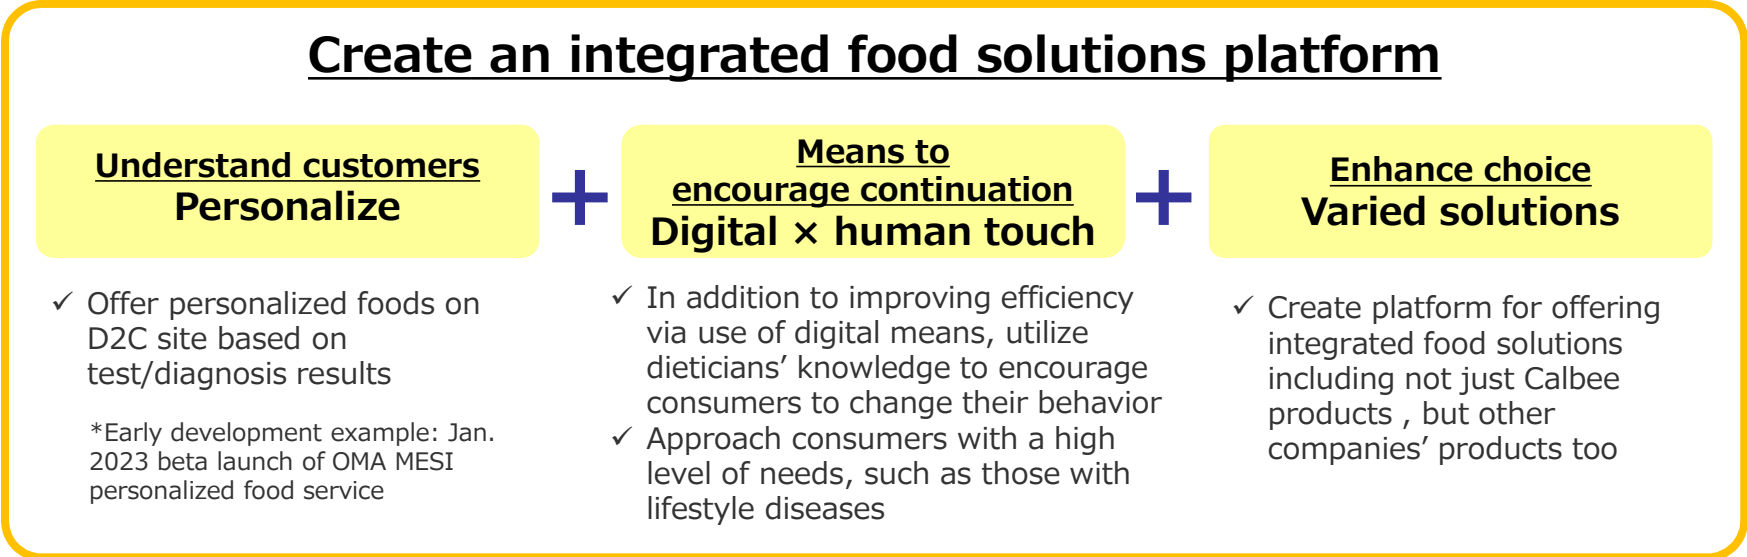 Create an integrated food solutions platform
Understand customers
Personalize
✓ Offer personalized foods on
D2C site based on
test/diagnosis results
*Early development example: Jan.
2023 beta launch of OMA MESI
personalized food service
+
Means to
encourage continuation
Digital × human touch
✓ In addition to improving efficiency
via use of digital means, utilize
dieticians’ knowledge to encourage
consumers to change their behavior
✓ Approach consumers with a high
level of needs, such as those with
lifestyle diseases
+
Enhance choice
Varied solutions
✓ Create platform for offering
integrated food solutions
including not just Calbee
products , but other
companies’ products too